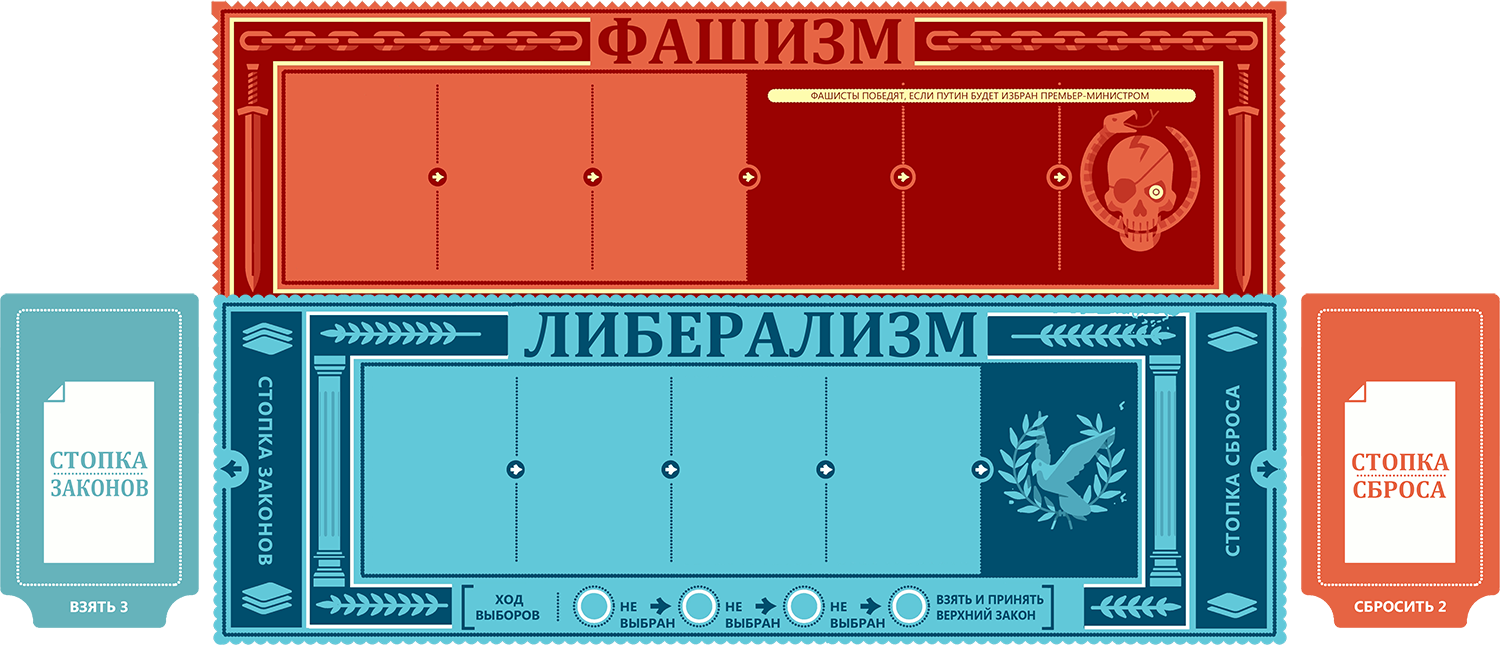 ФАШИЗМ
ФАШИСТЫ ПОБЕДЯТ, ЕСЛИ ПУТИН БУДЕТ ИЗБРАН ПРЕМЬЕР-МИНИСТРОМ
ЛИБЕРАЛИЗМ
СТОПКА
ЗАКОНОВ
ВЗЯТЬ 3
СТОПКА ЗАКОНОВ
СТОПКА СБРОСА
СТОПКА
СБРОСА
СБРОСИТЬ 2
ХОД
ВЫБОРОВ
НЕ
ВЫБРАН
НЕ
ВЫБРАН
НЕ
ВЫБРАН
ВЗЯТЬ И ПРИНЯТЬ
ВЕРХНИЙ ЗАКОН